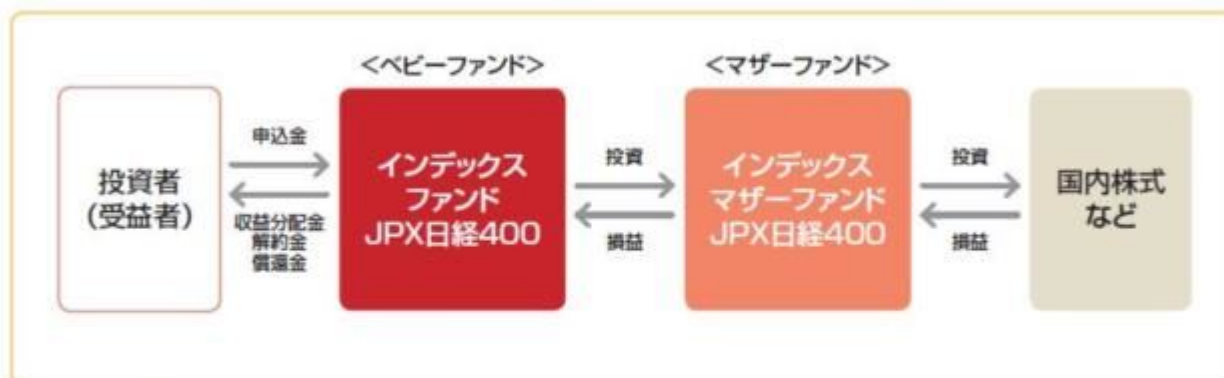 <ベビーファンド>
<マザーファンド>
投資者
(受益者)
申込金
収益分配金
解約金
償還金
インデックス
ファンド
JPX日経400
投資
損益
インデックス
マザーファンド
JPX日経400
投資
損益
国内株式
など